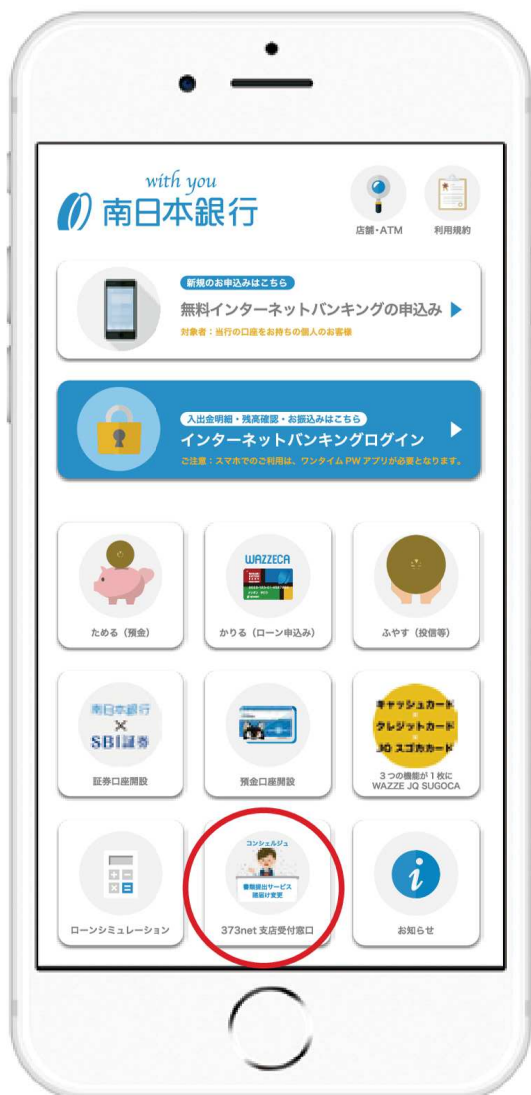 with you
南日本銀行
店舗・ATM
利用規約
新規のお申込みはこちら
無料インターネットバンキングの申込み
対象者：当行の口座をお持ちの個人のお客様
入出金明細・残高確認・お振込みはこちら
インターネットバンキングログイン
ご注意：スマホでのご利用は、ワンタイム PW アプリが必要となります。
ためる（預金）
WAZZECA
かりる（ローン申込み）
ふやす（投信等）
南日本銀行
×
SBI証券
証券口座開設
預金口座開設
キャッシュカード
クレジットカード
JQ スゴカカード
3つの機能が1枚に
WAZZE JQ SUGOCA
ローンシミュレーション
コンシェルジュ
書類提出サービス
諸届け変更
373net 支店受付窓口
i
お知らせ